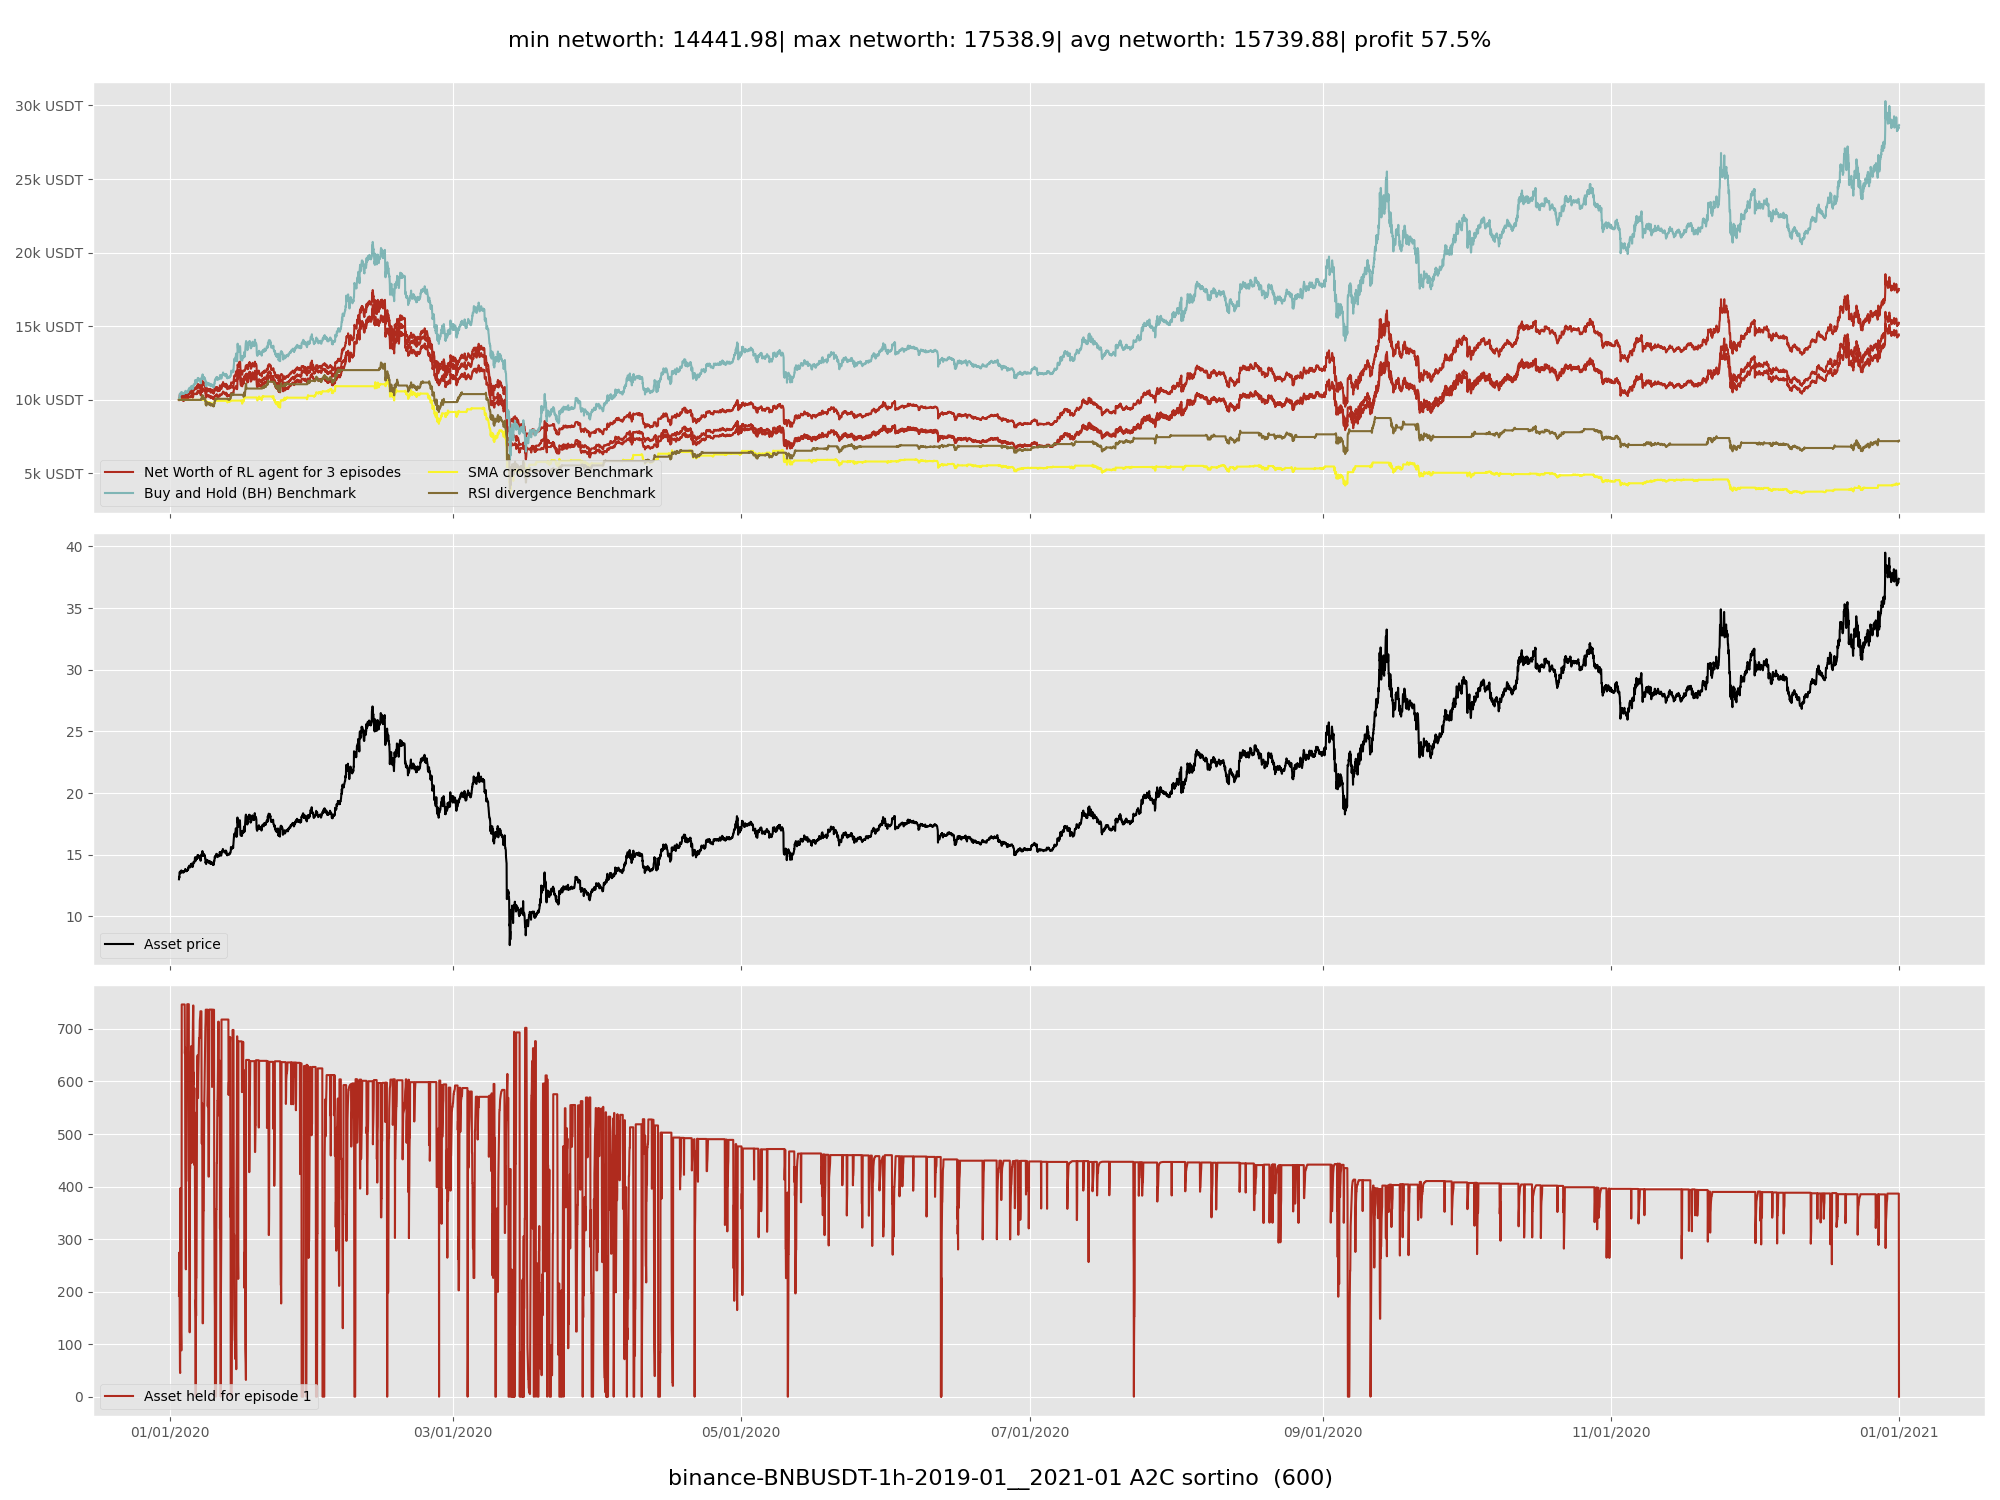 min networth: 14441.98| max networth: 17538.9| avg networth: 15739.88| profit 57.5%
30k USDT
25k USDT
20k USDT
15k USDT
10k USDT
5k USDT
Net Worth of RL agent for 3 episodes
Buy and Hold (BH) Benchmark
SMA crossover Benchmark
RSI divergence Benchmark
40
35
30
25
20
15
10
Asset price
700
600
500
400
300
200
100
0
Asset held for episode 1
01/01/2020
03/01/2020
05/01/2020
07/01/2020
09/01/2020
11/01/2020
01/01/2021
binance-BNBUSDT-1h-2019-01__2021-01 A2C sortino  (600)